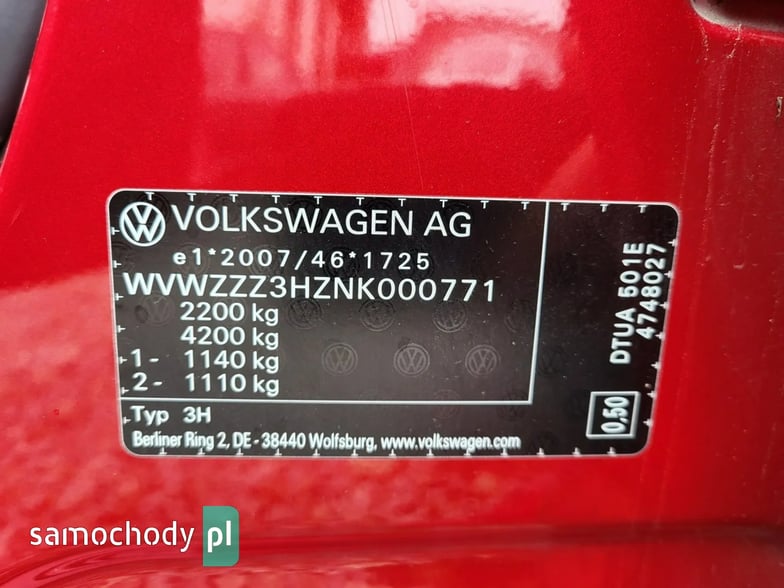 VOLKSWAGEN AG
e1*2007/46*1725
WVWZZZ3HZNK000771
2200 kg
4200 kg
1- 1140 kg
2- 1110 kg
Typ 3H
Berliner Ring 2, DE - 38440 Wolfsburg, www.volkswagen.com
DTUA 501E
4748027
0,50
samochody pl